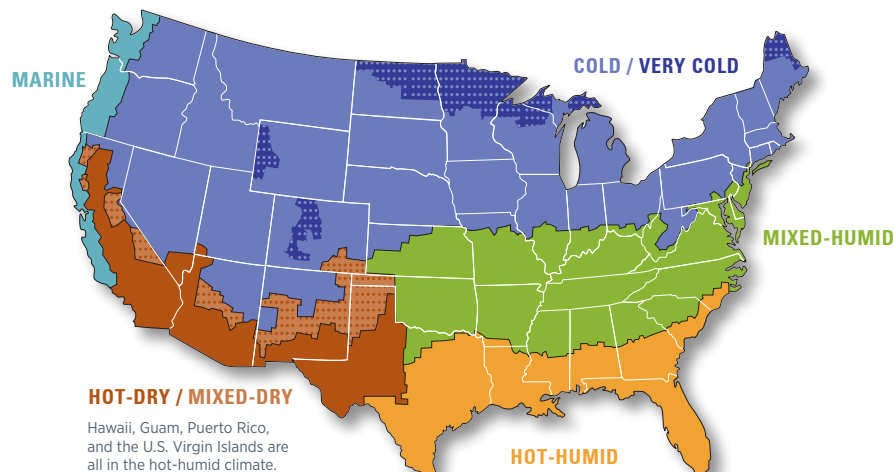 MARINE
COLD / VERY COLD
MIXED-HUMID
HOT-DRY / MIXED-DRY
Hawaii, Guam, Puerto Rico,
and the U.S. Virgin Islands are
all in the hot-humid climate.
HOT-HUMID